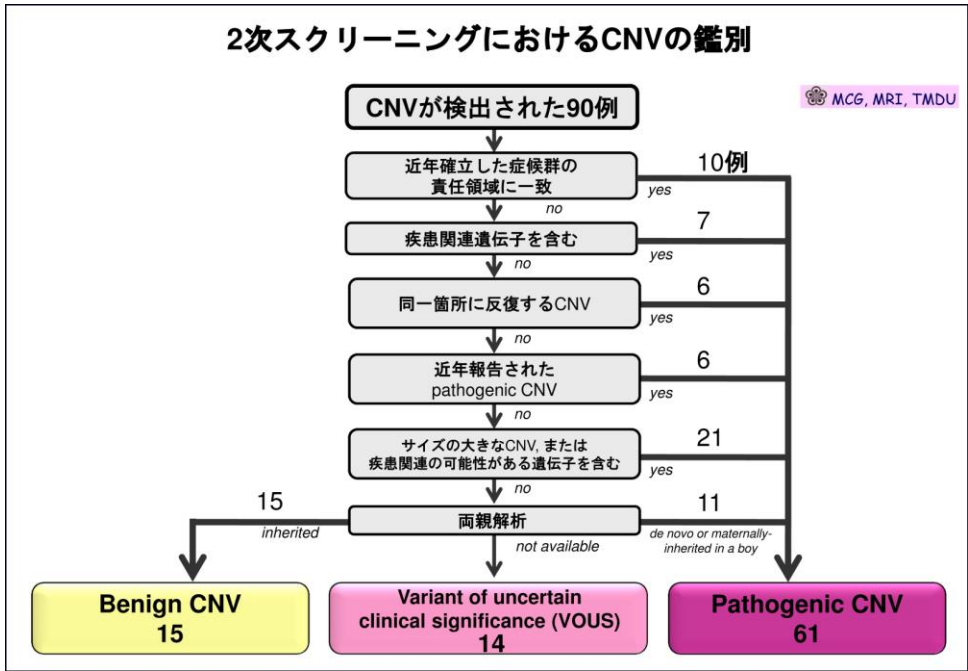 2次スクリーニングにおけるCNVの鑑別
MCG, MRI, TMDU
CNVが検出された90例
近年確立した症候群の
責任領域に一致
10例
yes
no
疾患関連遺伝子を含む
7
yes
no
同一箇所に反復するCNV
6
yes
no
近年報告された
pathogenic CNV
6
yes
no
サイズの大きなCNV, または
疾患関連の可能性がある遺伝子を含む
21
yes
no
15
inherited
両親解析
11
de novo or maternally-
inherited in a boy
not available
Benign CNV
15
Variant of uncertain
clinical significance (VOUS)
14
Pathogenic CNV
61